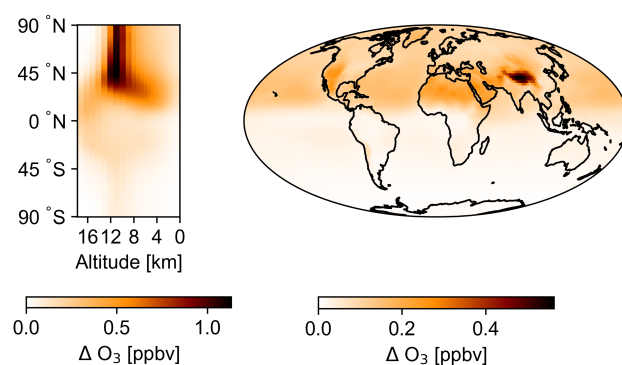 90 °N
45 °N
0 °N
45 °S
90 °S
16 12 8 4 0
Altitude [km]
0.0 0.5 1.0
Δ O₃ [ppbv]
0.0 0.2 0.4
Δ O₃ [ppbv]